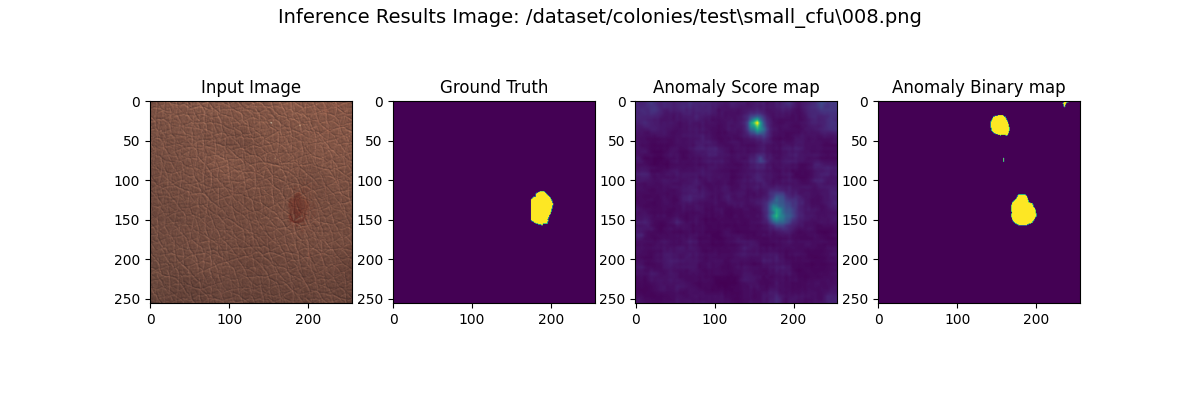 Inference Results Image: /dataset/colonies/test\small_cfu\008.png
Input Image
0
50
100
150
200
250
0 100 200
Ground Truth
0
50
100
150
200
250
0 100 200
Anomaly Score map
0
50
100
150
200
250
0 100 200
Anomaly Binary map
0
50
100
150
200
250
0 100 200